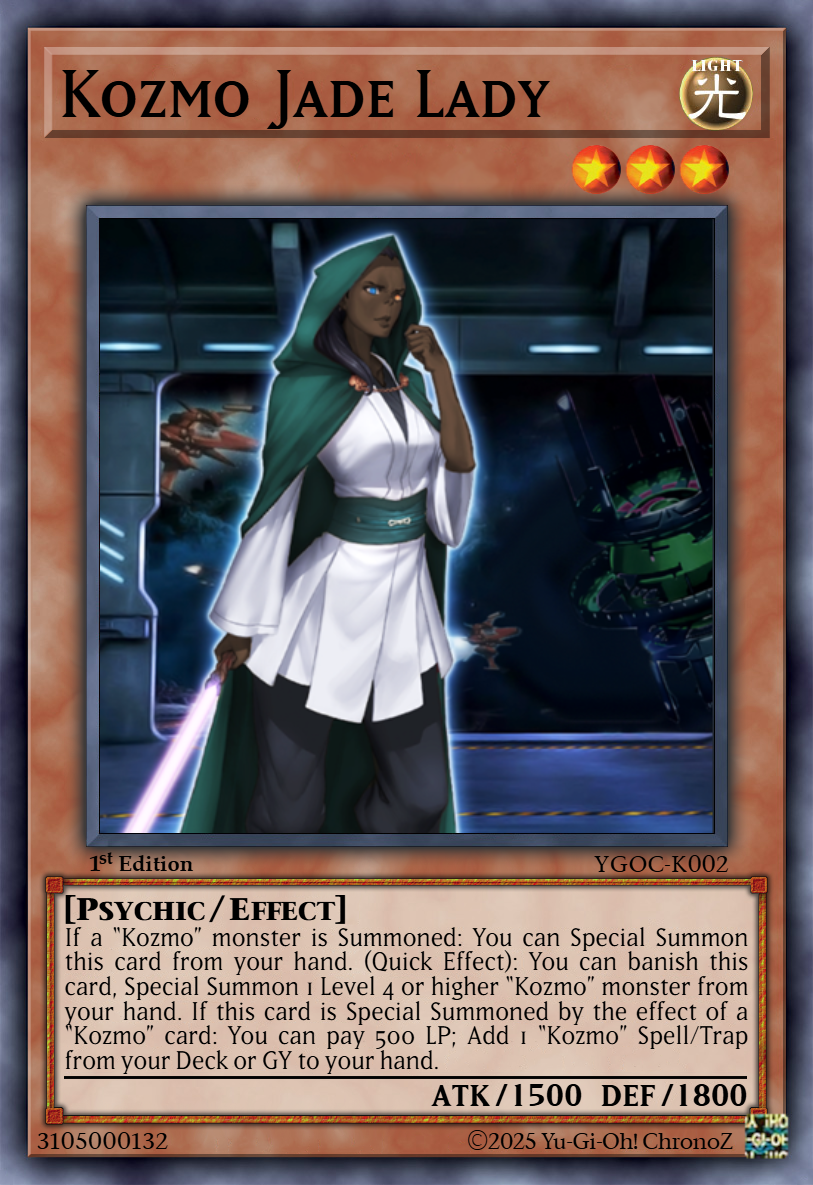 Kozmo Jade Lady
LIGHT
光
1st Edition
YGOC-K002
[Psychic/Effect]
If a "Kozmo" monster is Summoned: You can Special Summon
this card from your hand. (Quick Effect): You can banish this
card, Special Summon 1 Level 4 or higher "Kozmo" monster from
your hand. If this card is Special Summoned by the effect of a
"Kozmo" card: You can pay 500 LP; Add 1 "Kozmo" Spell/Trap
from your Deck or GY to your hand.
ATK/1500 DEF/1800
3105000132
©2025 Yu-Gi-Oh! ChronoZ